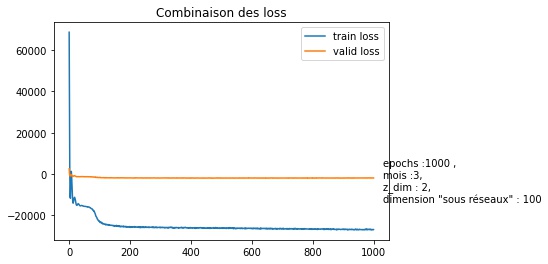 Combinaison des loss
train loss
valid loss
60000
40000
20000
0
−20000
0
200
400
600
800
1000
epochs :1000 ,
mois :3,
z_dim : 2,
dimension "sous réseaux" : 100